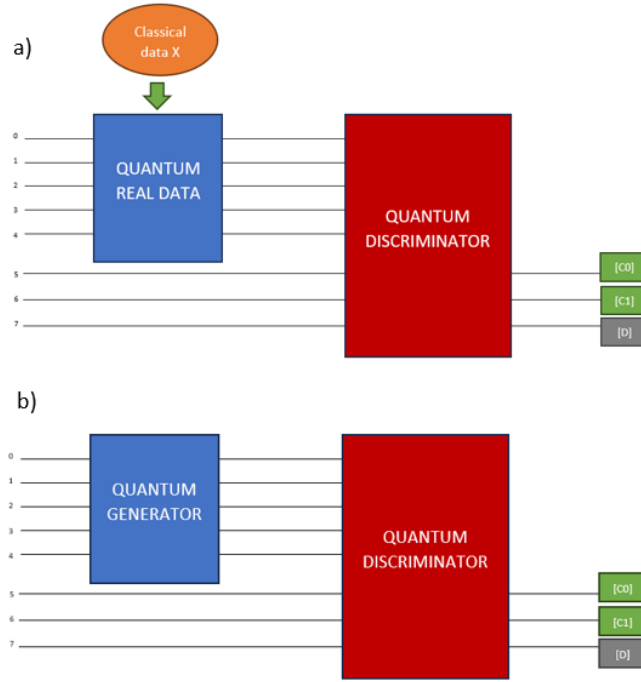 a)
Classical
data X
0
1
2
3
4
5
6
7
QUANTUM
REAL DATA
QUANTUM
DISCRIMINATOR
[C0]
[C1]
[D]
b)
0
1
2
3
4
5
6
7
QUANTUM
GENERATOR
QUANTUM
DISCRIMINATOR
[C0]
[C1]
[D]